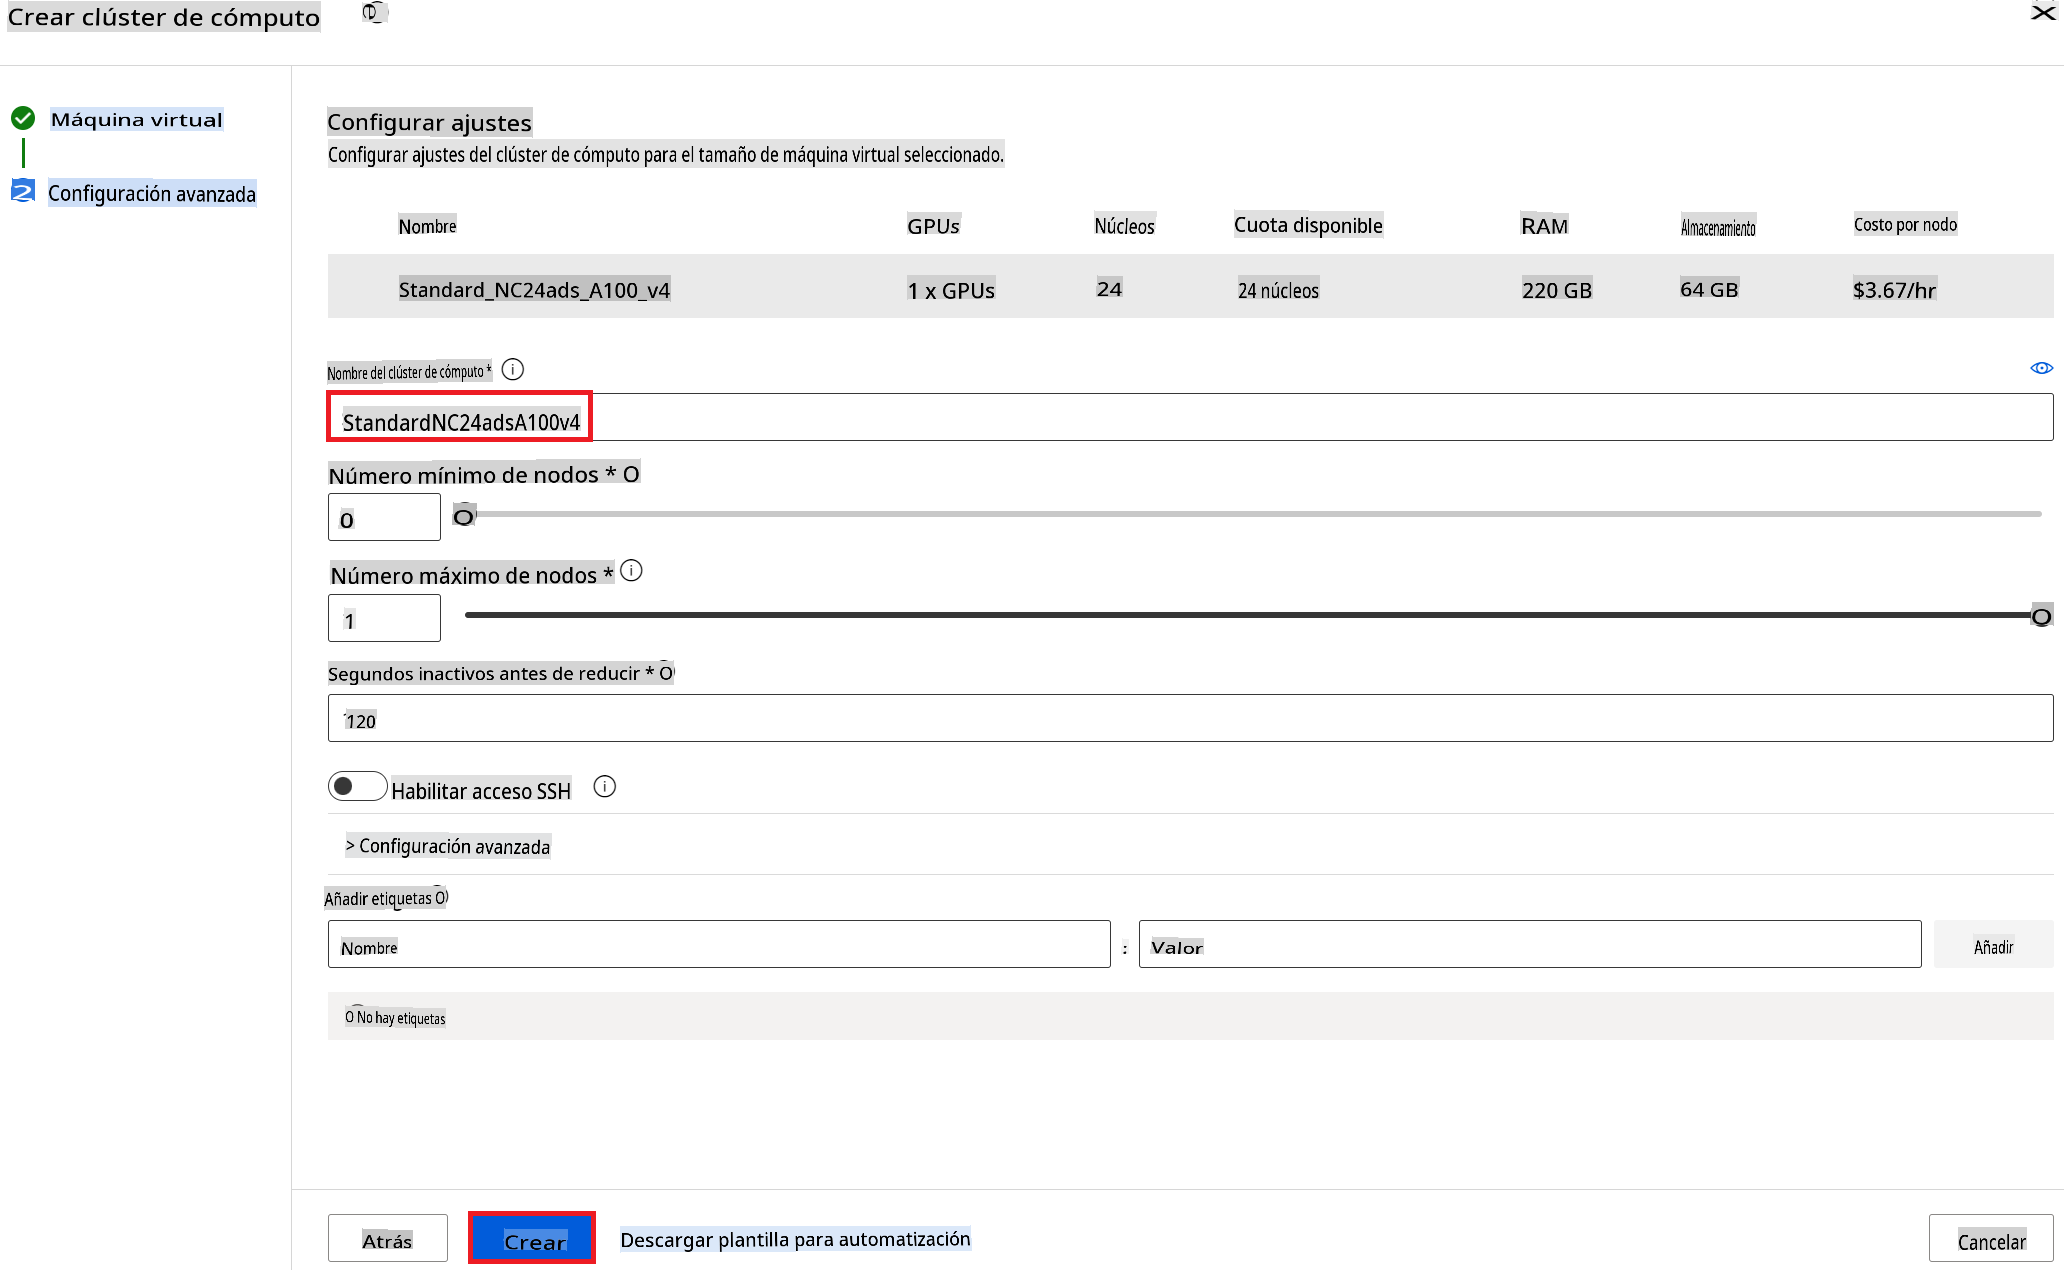 Crear clúster de cómputo
Máquina virtual
2 Configuración avanzada
Configurar ajustes
Configurar ajustes del clúster de cómputo para el tamaño de máquina virtual seleccionado.
Nombre GPUs Núcleos Cuota disponible RAM Almacenamiento Costo por nodo
Standard_NC24ads_A100_v4 1 x GPUs 24 24 núcleos 220 GB 64 GB $3.67/hr
Nombre del clúster de cómputo *
StandardNC24adsA100v4
Número mínimo de nodos * O
0
Número máximo de nodos *
1
Segundos inactivos antes de reducir * O
120
Habilitar acceso SSH
> Configuración avanzada
Añadir etiquetas O
Nombre : Valor Añadir
O No hay etiquetas
Atrás Crear Descargar plantilla para automatización Cancelar